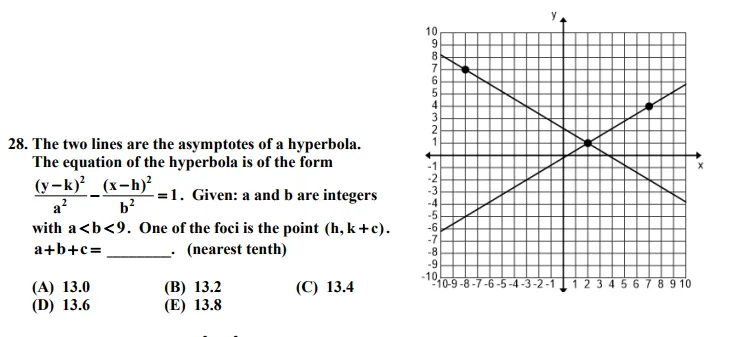 28. The two lines are the asymptotes of a hyperbola.
The equation of the hyperbola is of the form
(y−k)²/a² − (x−h)²/b² = 1. Given: a and b are integers
with a<b<9. One of the foci is the point (h, k+c).
a+b+c= ________. (nearest tenth)
(A) 13.0 (B) 13.2 (C) 13.4
(D) 13.6 (E) 13.8
y
10
9
8
7
6
5
4
3
2
1
x
-1
-2
-3
-4
-5
-6
-7
-8
-9
-10
-10-9-8-7-6-5-4-3-2-1 1 2 3 4 5 6 7 8 9 10